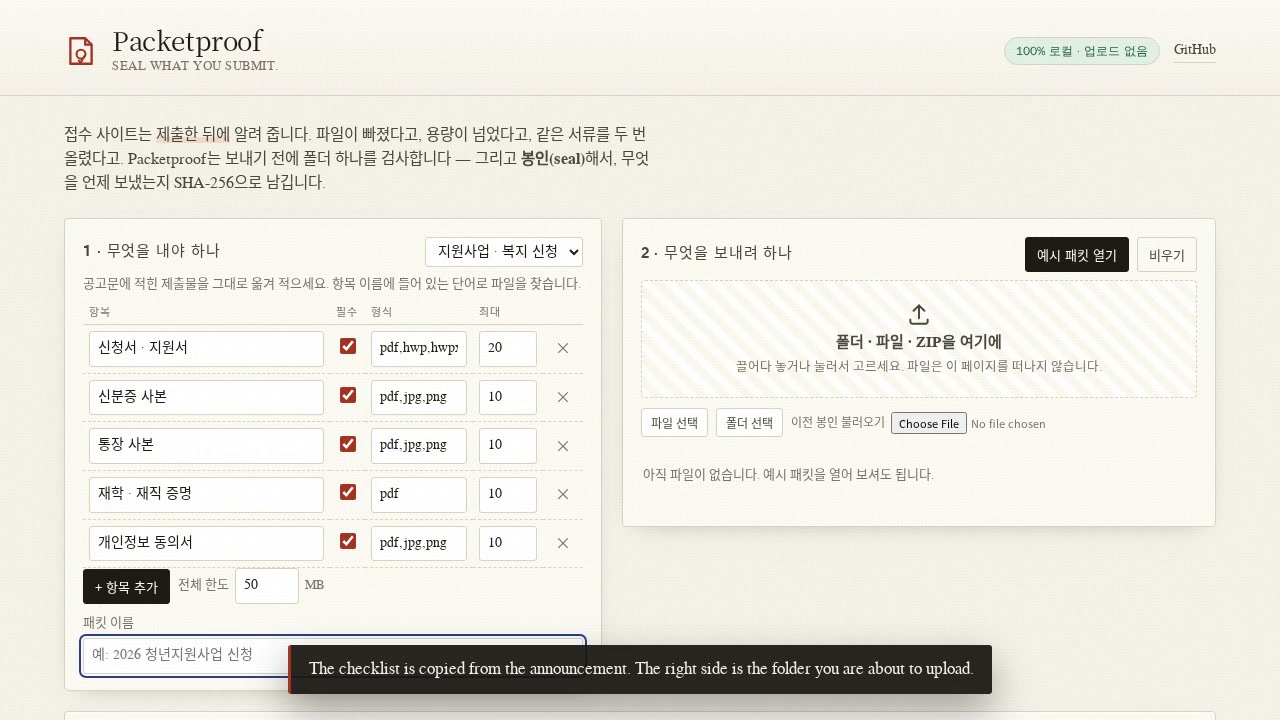 Packetproof
SEAL WHAT YOU SUBMIT.
100% 로컬 · 업로드 없음
GitHub
접수 사이트는 제출한 뒤에 알려 줍니다. 파일이 빠졌다고, 용량이 넘었다고, 같은 서류를 두 번
올렸다고. Packetproof는 보내기 전에 폴더 하나를 검사합니다 — 그리고 봉인(seal)해서, 무엇
을 언제 보냈는지 SHA-256으로 남깁니다.
1 · 무엇을 내야 하나
지원사업 · 복지 신청
공고문에 적힌 제출물을 그대로 옮겨 적으세요. 항목 이름에 들어 있는 단어로 파일을 찾습니다.
항목 필수 형식 최대
신청서 · 지원서 pdf,hwp,hwpx 20 ×
신분증 사본 pdf,jpg,png 10 ×
통장 사본 pdf,jpg,png 10 ×
재학 · 재직 증명 pdf 10 ×
개인정보 동의서 pdf,jpg,png 10 ×
+ 항목 추가 전체 한도 50 MB
패킷 이름
예: 2026 청년지원사업 신청
2 · 무엇을 보내려 하나
예시 패킷 열기 비우기
폴더 · 파일 · ZIP을 여기에
끌어다 놓거나 눌러서 고르세요. 파일은 이 페이지를 떠나지 않습니다.
파일 선택 폴더 선택 이전 봉인 불러오기 Choose File No file chosen
아직 파일이 없습니다. 예시 패킷을 열어 보셔도 됩니다.
The checklist is copied from the announcement. The right side is the folder you are about to upload.